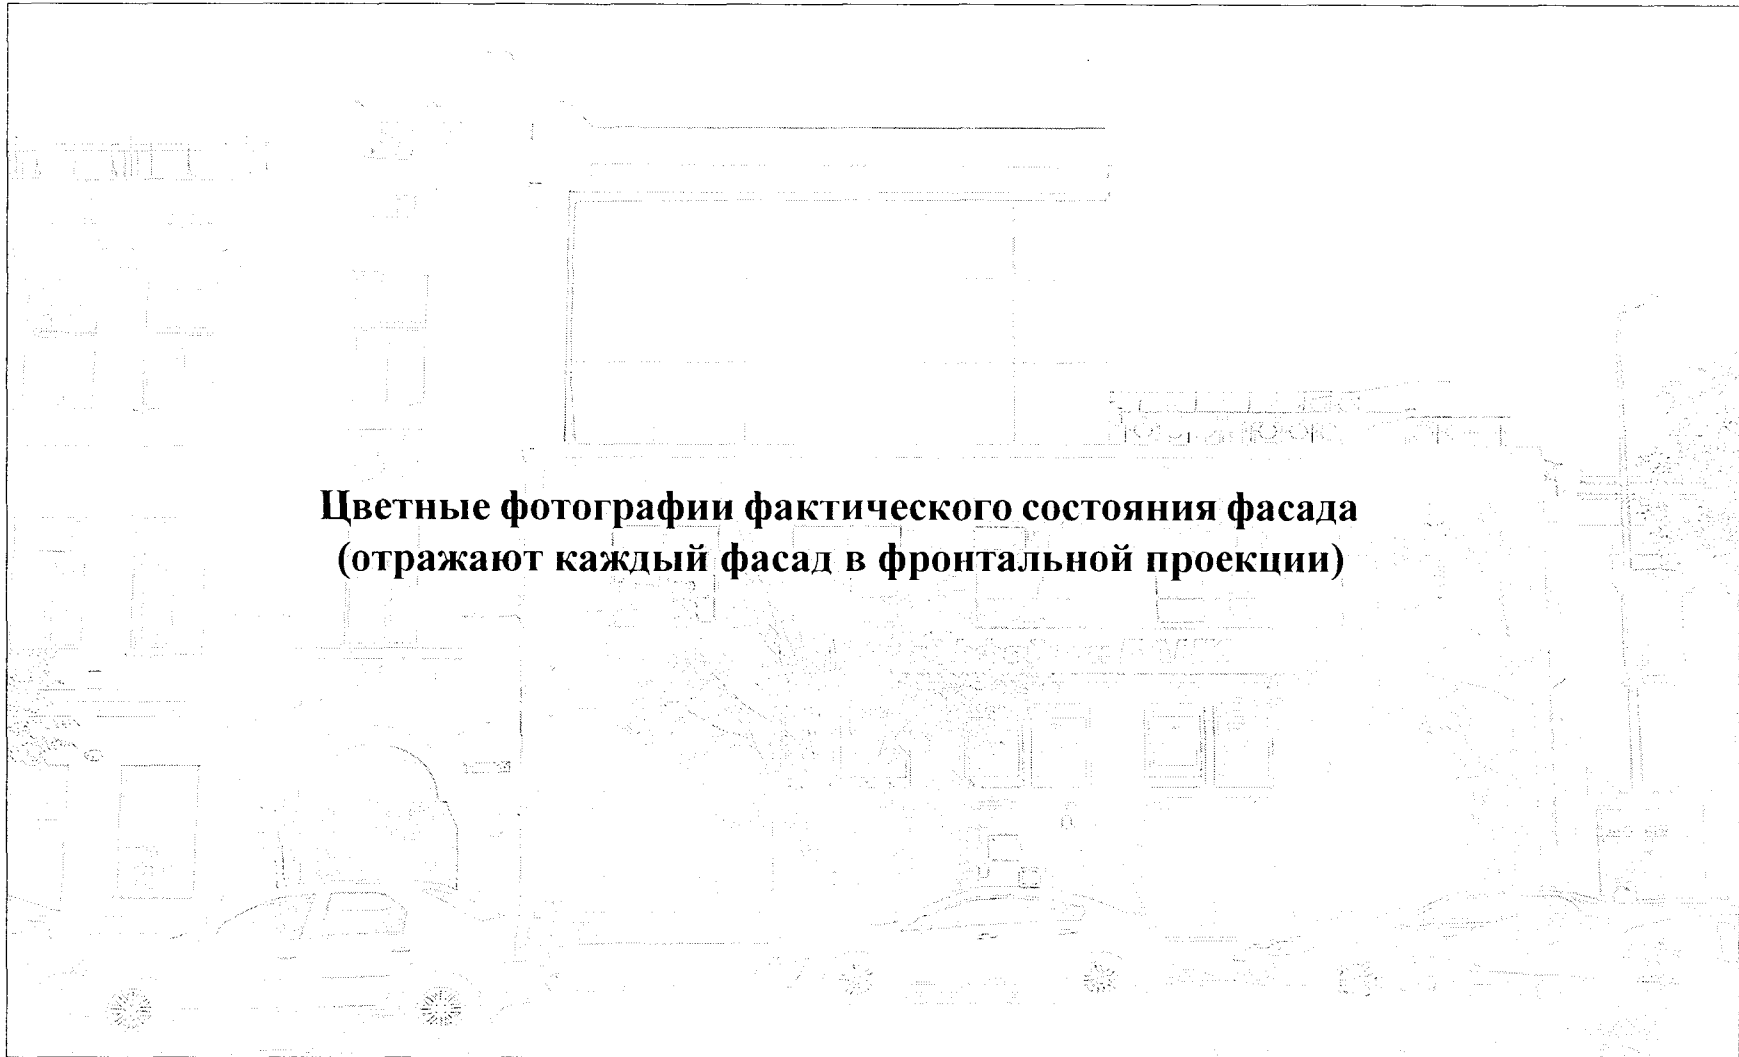 Цветные фотографии фактического состояния фасада
(отражают каждый фасад в фронтальной проекции)